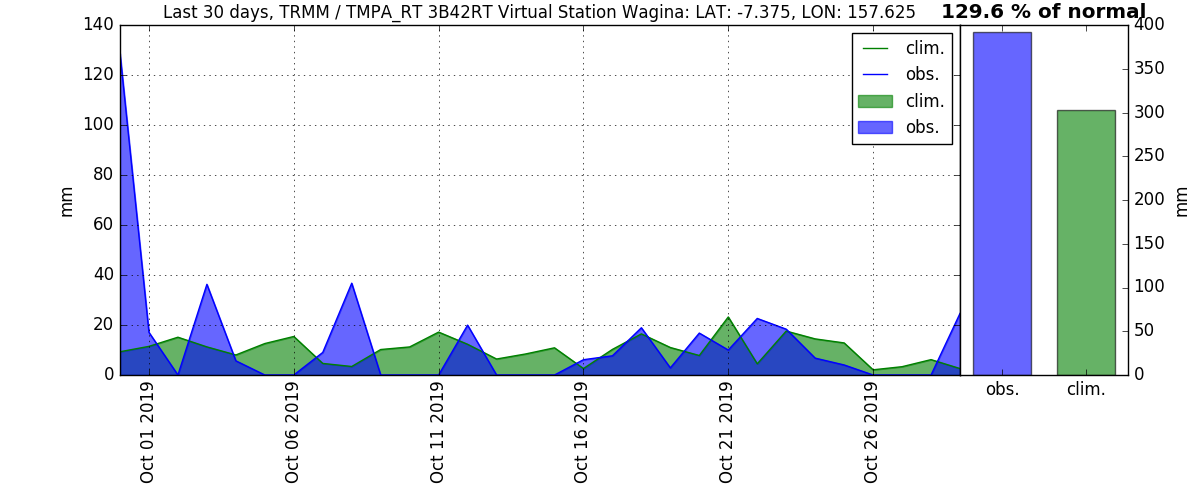 Last 30 days, TRMM / TMPA_RT 3B42RT Virtual Station Wagina: LAT: -7.375, LON: 157.625
129.6 % of normal
140
120
100
80
60
40
20
0
mm
clim.
obs.
clim.
obs.
Oct 01 2019
Oct 06 2019
Oct 11 2019
Oct 16 2019
Oct 21 2019
Oct 26 2019
400
350
300
250
200
150
100
50
0
mm
obs.
clim.